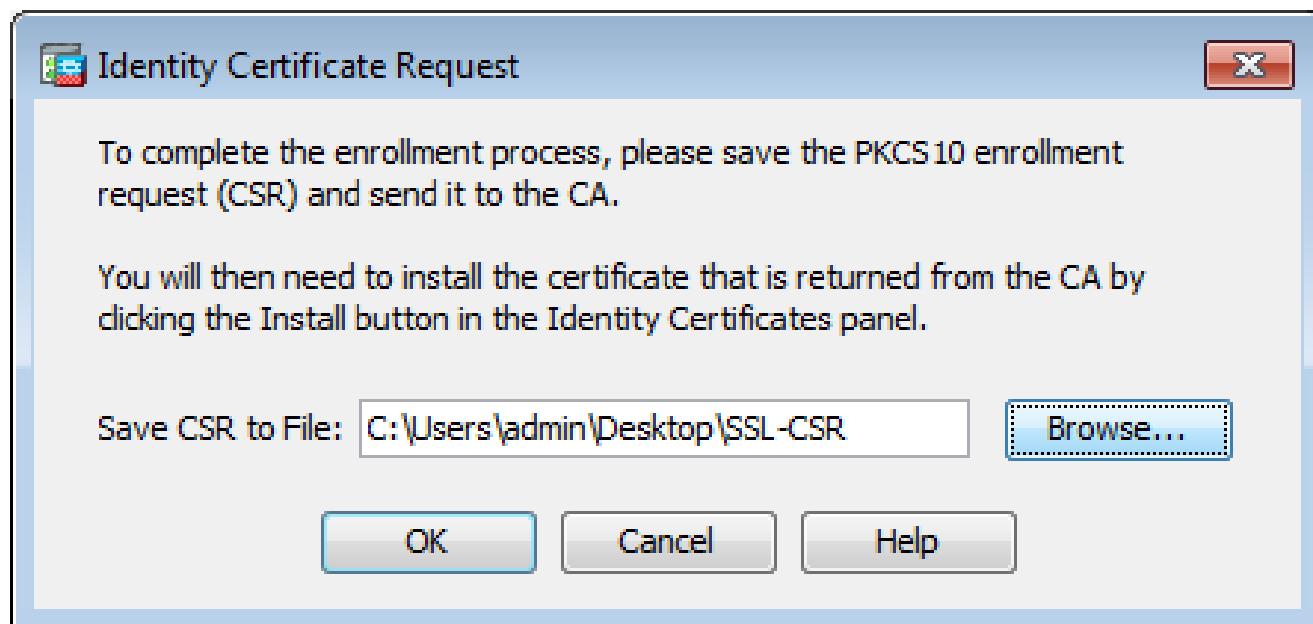 Identity Certificate Request
To complete the enrollment process, please save the PKCS10 enrollment
request (CSR) and send it to the CA.
You will then need to install the certificate that is returned from the CA by
clicking the Install button in the Identity Certificates panel.
Save CSR to File: C:\Users\admin\Desktop\SSL-CSR Browse...
OK Cancel Help